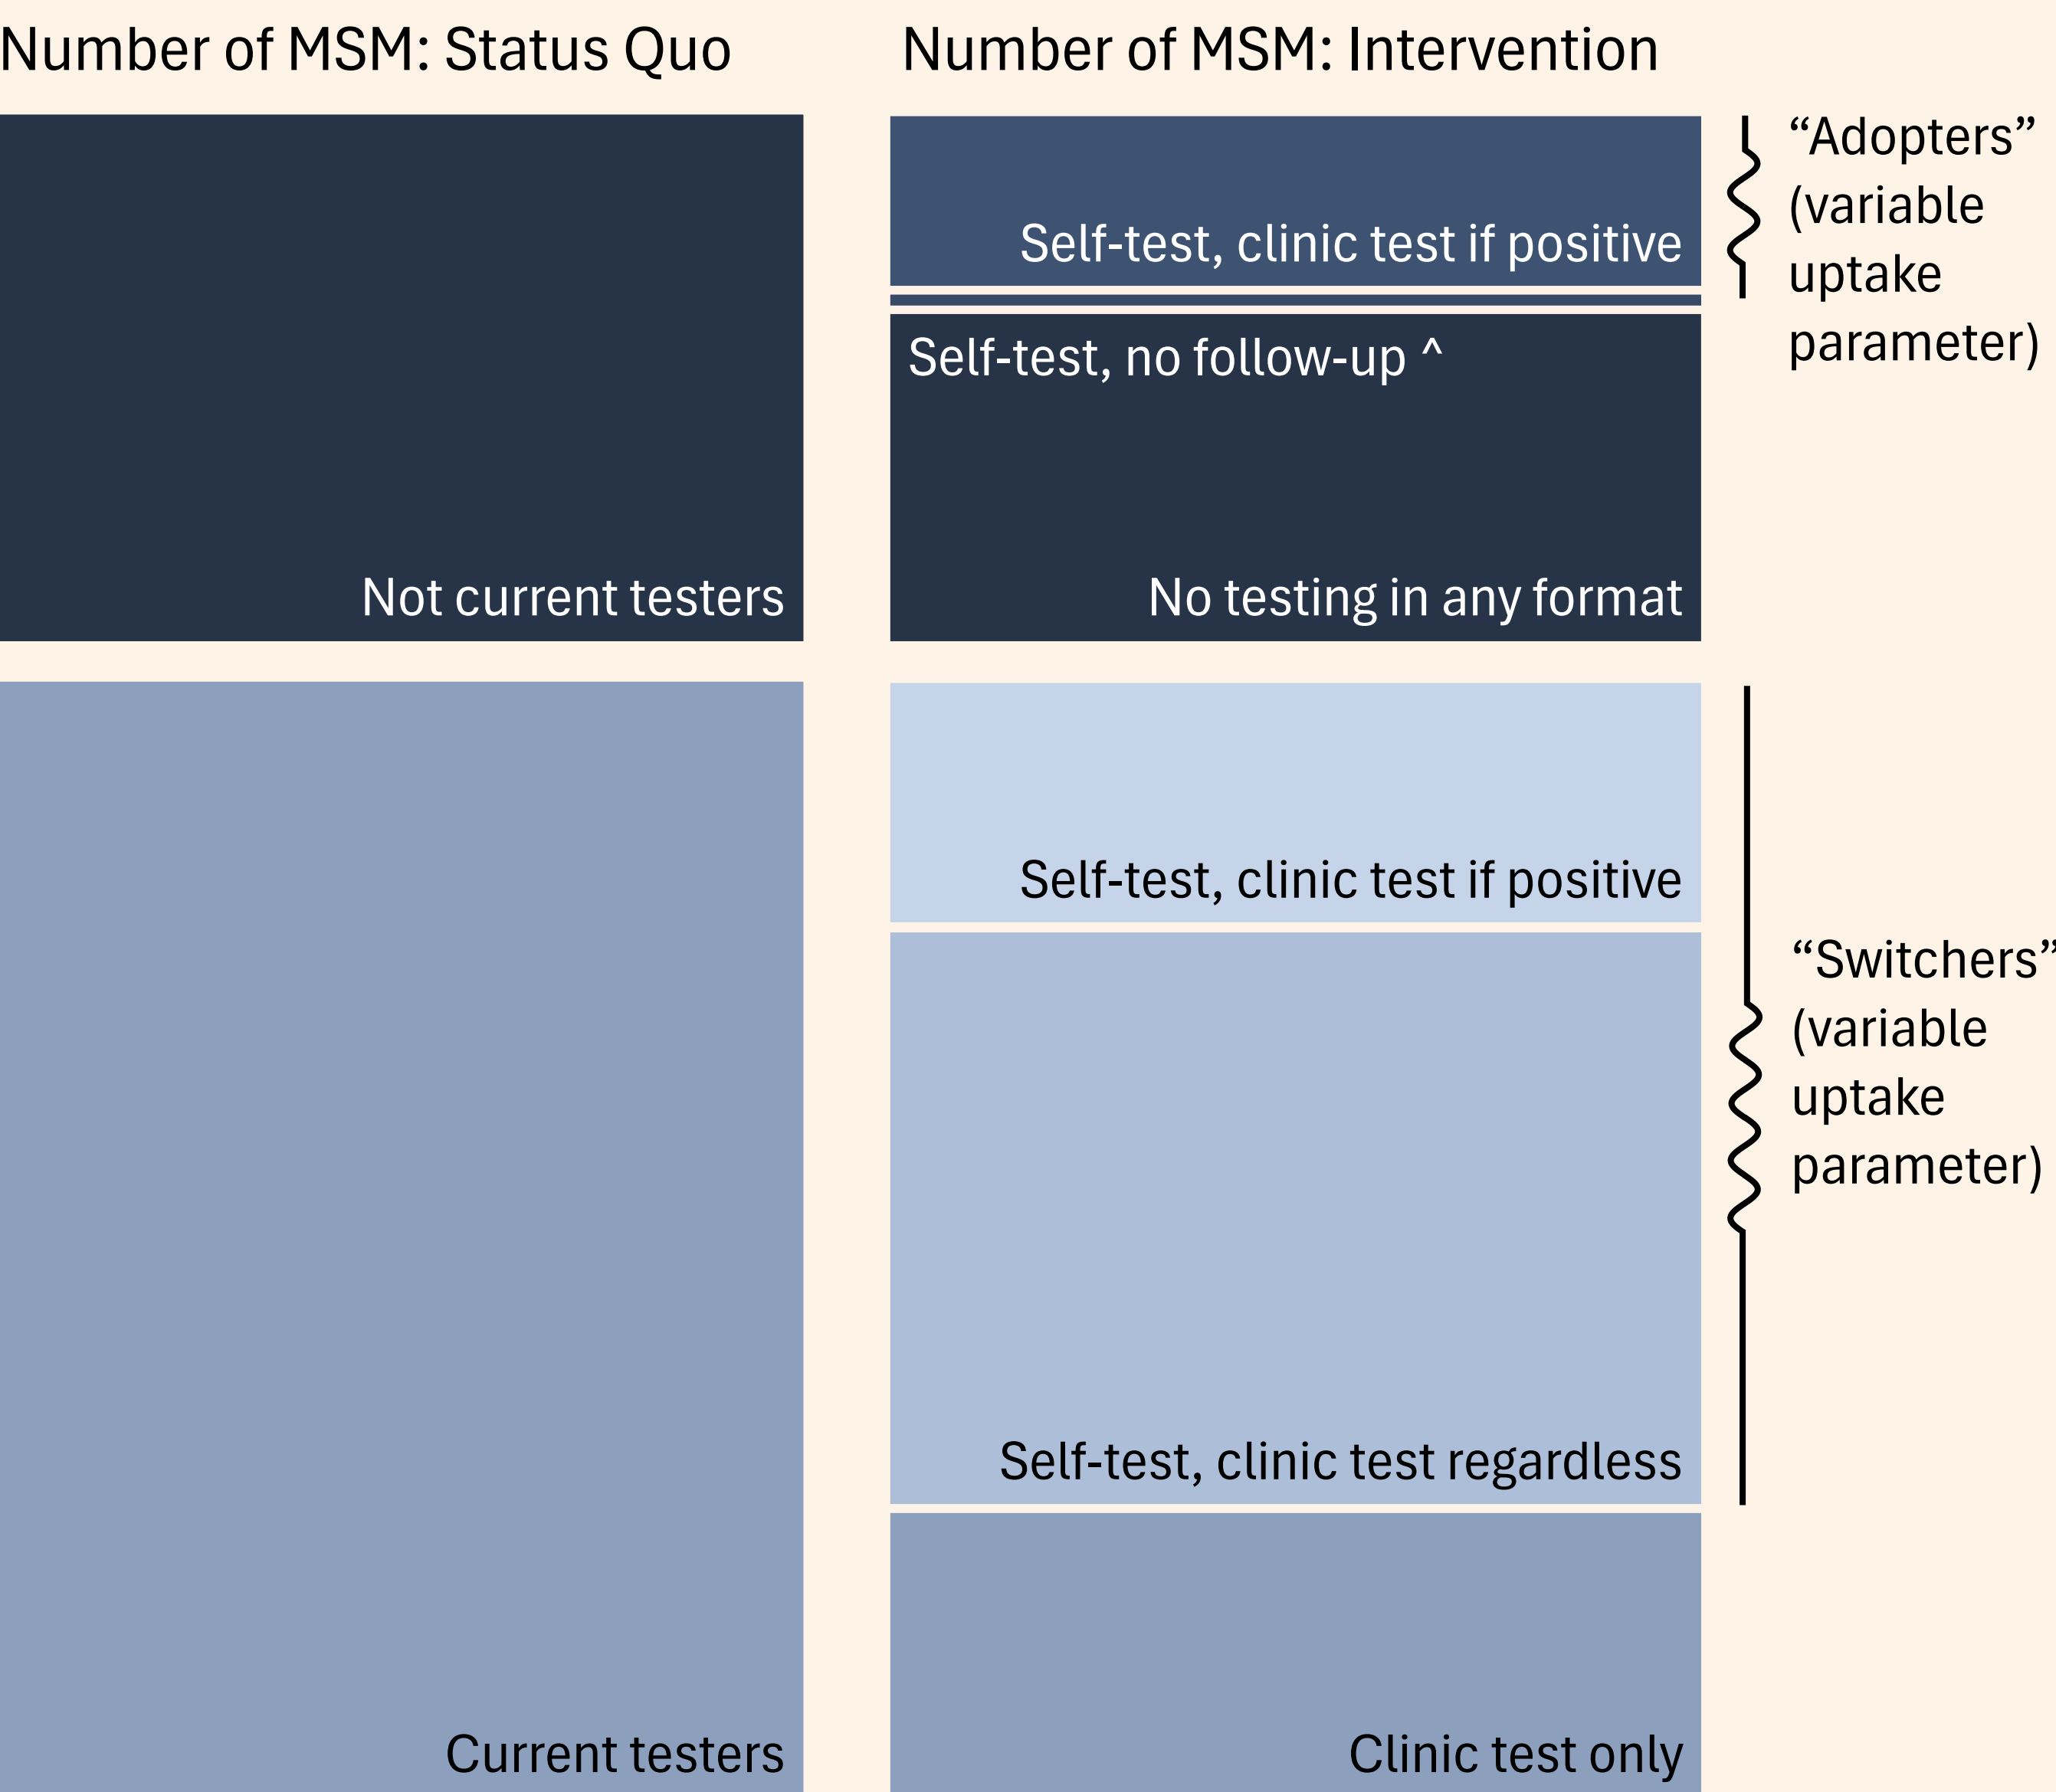 Number of MSM: Status Quo
Number of MSM: Intervention
Not current testers
Current testers
Self-test, clinic test if positive
Self-test, no follow-up ^
No testing in any format
Self-test, clinic test if positive
Self-test, clinic test regardless
Clinic test only
“Adopters”
(variable
uptake
parameter)
“Switchers”
(variable
uptake
parameter)